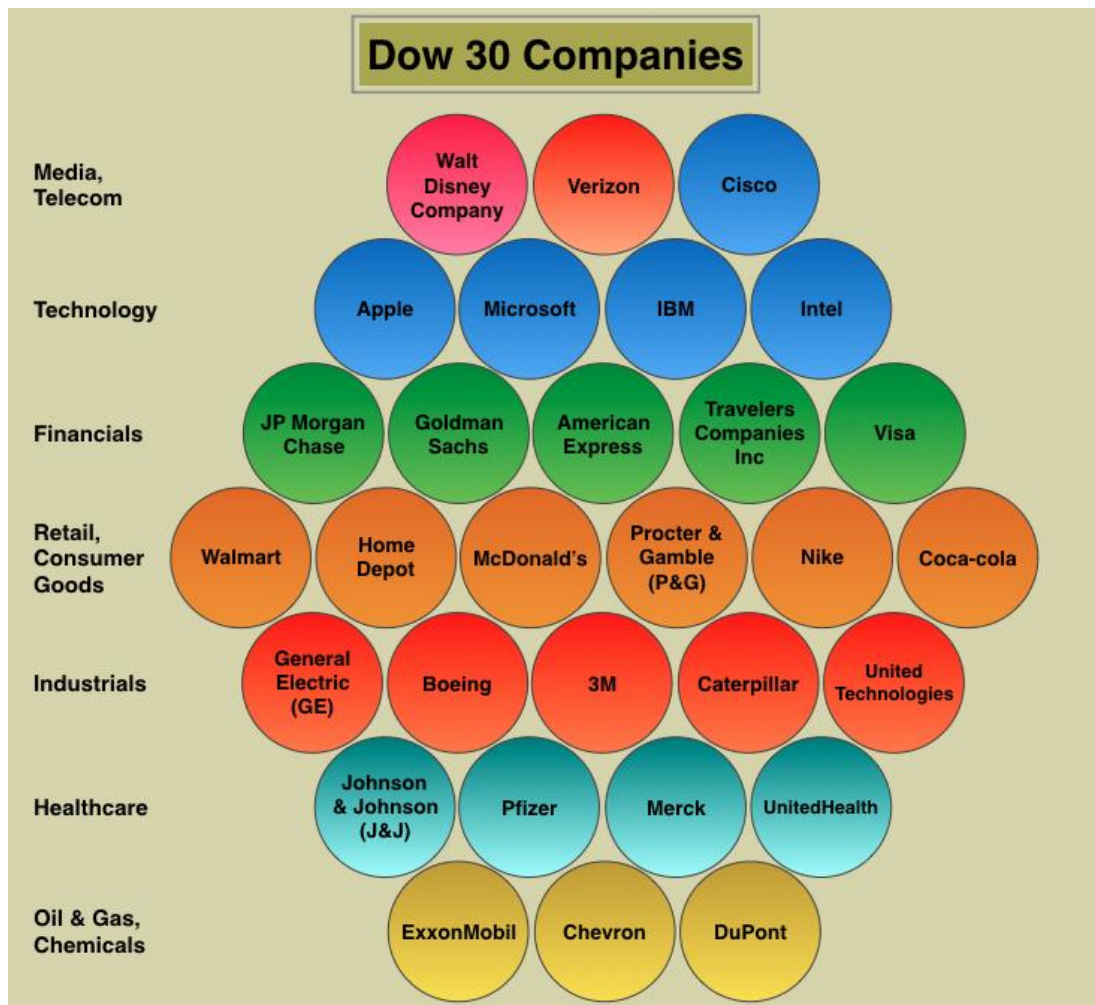 Dow 30 Companies
Media,
Telecom
Walt
Disney
Company
Verizon
Cisco
Technology
Apple
Microsoft
IBM
Intel
Financials
JP Morgan
Chase
Goldman
Sachs
American
Express
Travelers
Companies
Inc
Visa
Retail,
Consumer
Goods
Walmart
Home
Depot
McDonald's
Procter &
Gamble
(P&G)
Nike
Coca-cola
Industrials
General
Electric
(GE)
Boeing
3M
Caterpillar
United
Technologies
Healthcare
Johnson
& Johnson
(J&J)
Pfizer
Merck
UnitedHealth
Oil & Gas,
Chemicals
ExxonMobil
Chevron
DuPont